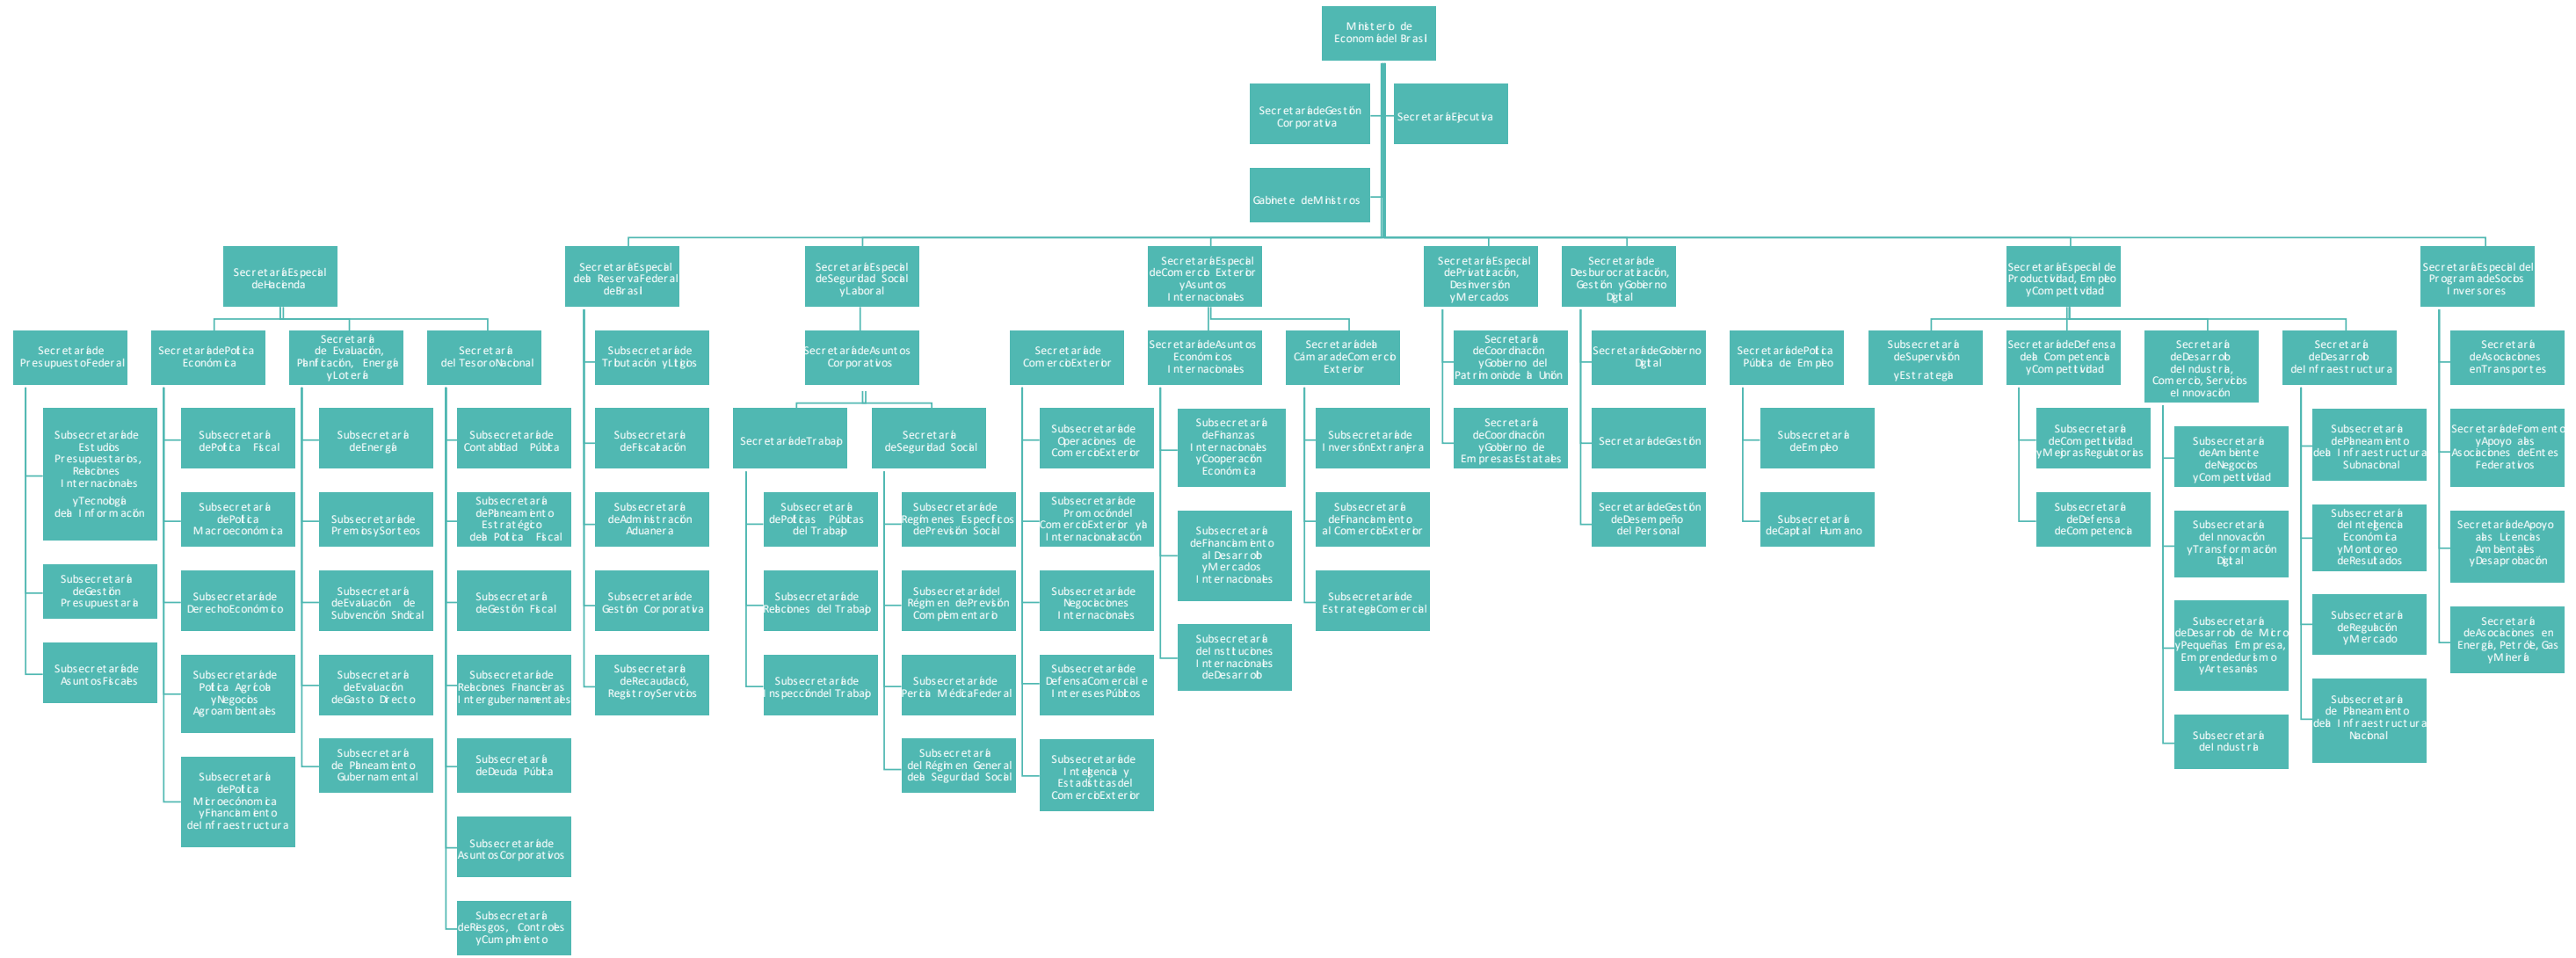 Ministerio de
Economía del Brasil
Secretaría de Gestión
Corporativa
Secretaría Ejecutiva
Gabinete de Ministros
Secretaría Especial
de Hacienda
Secretaría de
Presupuesto Federal
Subsecretaría de
Estudios
Presupuestarios,
Relaciones
Internacionales
y Tecnología
de la Información
Subsecretaría
de Gestión
Presupuestaria
Subsecretaría de
Asuntos Fiscales
Secretaría de Política
Económica
Subsecretaría
de Política Fiscal
Subsecretaría
de Política
Macroeconómica
Subsecretaría de
Derecho Económico
Subsecretaría de
Política Agrícola
y Negocios
Agroambientales
Subsecretaría
de Política
Microeconómica
y Financiamiento
de Infraestructura
Secretaría
de Evaluación,
Planificación, Energía
y Lotería
Subsecretaría
de Energía
Subsecretaría de
Premios y Sorteos
Subsecretaría
de Evaluación de
Subvención Sindical
Subsecretaría
de Evaluación
de Gasto Directo
Subsecretaría
de Planeamiento
Gubernamental
Secretaría
del Tesoro Nacional
Subsecretaría de
Contabilidad Pública
Subsecretaría
de Planeamiento
Estratégico
de la Política Fiscal
Subsecretaría
de Gestión Fiscal
Subsecretaría de
Relaciones Financieras
Intergubernamentales
Subsecretaría
de Deuda Pública
Subsecretaría de
Asuntos Corporativos
Subsecretaría
de Riesgos, Controles
y Cumplimiento
Secretaría Especial
de la Reserva Federal
de Brasil
Subsecretaría de
Tributación y Litigios
Subsecretaría
de Fiscalización
Subsecretaría
de Administración
Aduanera
Subsecretaría de
Gestión Corporativa
Subsecretaría
de Recaudació,
Registro y Servicios
Secretaría Especial
de Seguridad Social
y Laboral
Secretaría de Asuntos
Corporativos
Secretaría de Trabajo
Subsecretaría
de Políticas Públicas
del Trabajo
Subsecretaría de
Relaciones del Trabajo
Subsecretaría de
Inspección del Trabajo
Secretaría
de Seguridad Social
Subsecretaría de
Regímenes Específicos
de Previsión Social
Subsecretaría del
Régimen de Previsión
Complementario
Subsecretaría de
Pericia Médica Federal
Subsecretaría
del Régimen General
de la Seguridad Social
Secretaría Especial
de Comercio Exterior
y Asuntos
Internacionales
Secretaría de
Comercio Exterior
Subsecretaría de
Operaciones de
Comercio Exterior
Subsecretaría de
Promoción del
Comercio Exterior y la
Internacionalización
Subsecretaría de
Negociaciones
Internacionales
Subsecretaría de
Defensa Comercial e
Intereses Públicos
Subsecretaría de
Inteligencia y
Estadísticas del
Comercio Exterior
Secretaría de Asuntos
Económicos
Internacionales
Subsecretaría
de Finanzas
Internacionales
y Cooperación
Económica
Subsecretaría
de Financiamiento
al Desarrollo
y Mercados
Internacionales
Subsecretaría
de Instituciones
Internacionales
de Desarrollo
Secretaría de la
Cámara de Comercio
Exterior
Subsecretaría de
Inversión Extranjera
Subsecretaría
de Financiamiento
al Comercio Exterior
Subsecretaría de
Estrategia Comercial
Secretaría Especial
de Privatización,
Desinversión
y Mercados
Secretaría
de Coordinación
y Gobierno del
Patrimonio de la Unión
Secretaría
de Coordinación
y Gobierno de
Empresas Estatales
Secretaría de
Desburocratización,
Gestión y Gobierno
Digital
Secretaría de Gobierno
Digital
Secretaría de Gestión
Secretaría de Gestión
de Desempeño
del Personal
Secretaría Especial de
Productividad, Empleo
y Competitividad
Secretaría de Política
Pública de Empleo
Subsecretaría
de Empleo
Subsecretaría
de Capital Humano
Subsecretaría
de Supervisión
y Estrategia
Secretaría de Defensa
de la Competencia
y Competitividad
Subsecretaría
de Competitividad
y Mejoras Regulatorias
Subsecretaría
de Defensa
de Competencia
Secretaría
de Desarrollo
de Industria,
Comercio, Servicios
e Innovación
Subsecretaría
de Ambiente
de Negocios
y Competitividad
Subsecretaría
de Innovación
y Transformación
Digital
Subsecretaría
de Desarrollo de Micro
y Pequeñas Empresa,
Emprendedurismo
y Artesanías
Subsecretaría
de Industria
Secretaría
de Desarrollo
de Infraestructura
Subsecretaría
de Planeamiento
de la Infraestructura
Subnacional
Subsecretaría
de Inteligencia
Económica
y Monitoreo
de Resultados
Subsecretaría
de Regulación
y Mercado
Subsecretaría
de Planeamiento
de la Infraestructura
Nacional
Secretaría Especial del
Programa de Socios
Inversores
Secretaría
de Asociaciones
en Transportes
Secretaría de Fomento
y Apoyo a las
Asociaciones de Entes
Federativos
Secretaría de Apoyo
a las Licencias
Ambientales
y Desaprobación
Secretaría
de Asociaciones en
Energía, Petróleo, Gas
y Minería